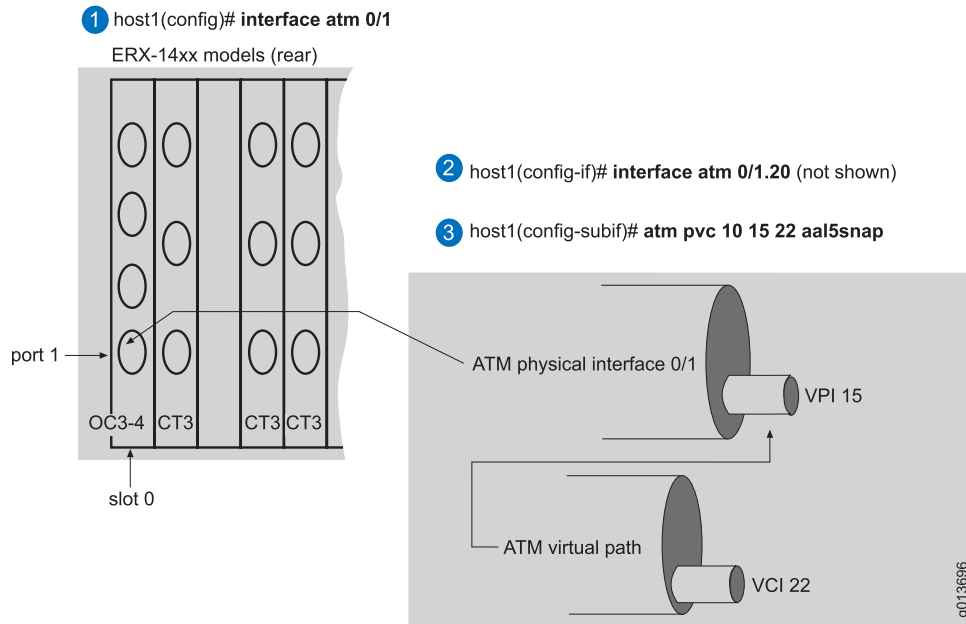 1 host1(config)# interface atm 0/1
ERX-14xx models (rear)
2 host1(config-if)# interface atm 0/1.20 (not shown)
3 host1(config-subif)# atm pvc 10 15 22 aal5snap
port 1
ATM physical interface 0/1
VPI 15
OC3-4 CT3 CT3 CT3
slot 0
ATM virtual path
VCI 22
g013696